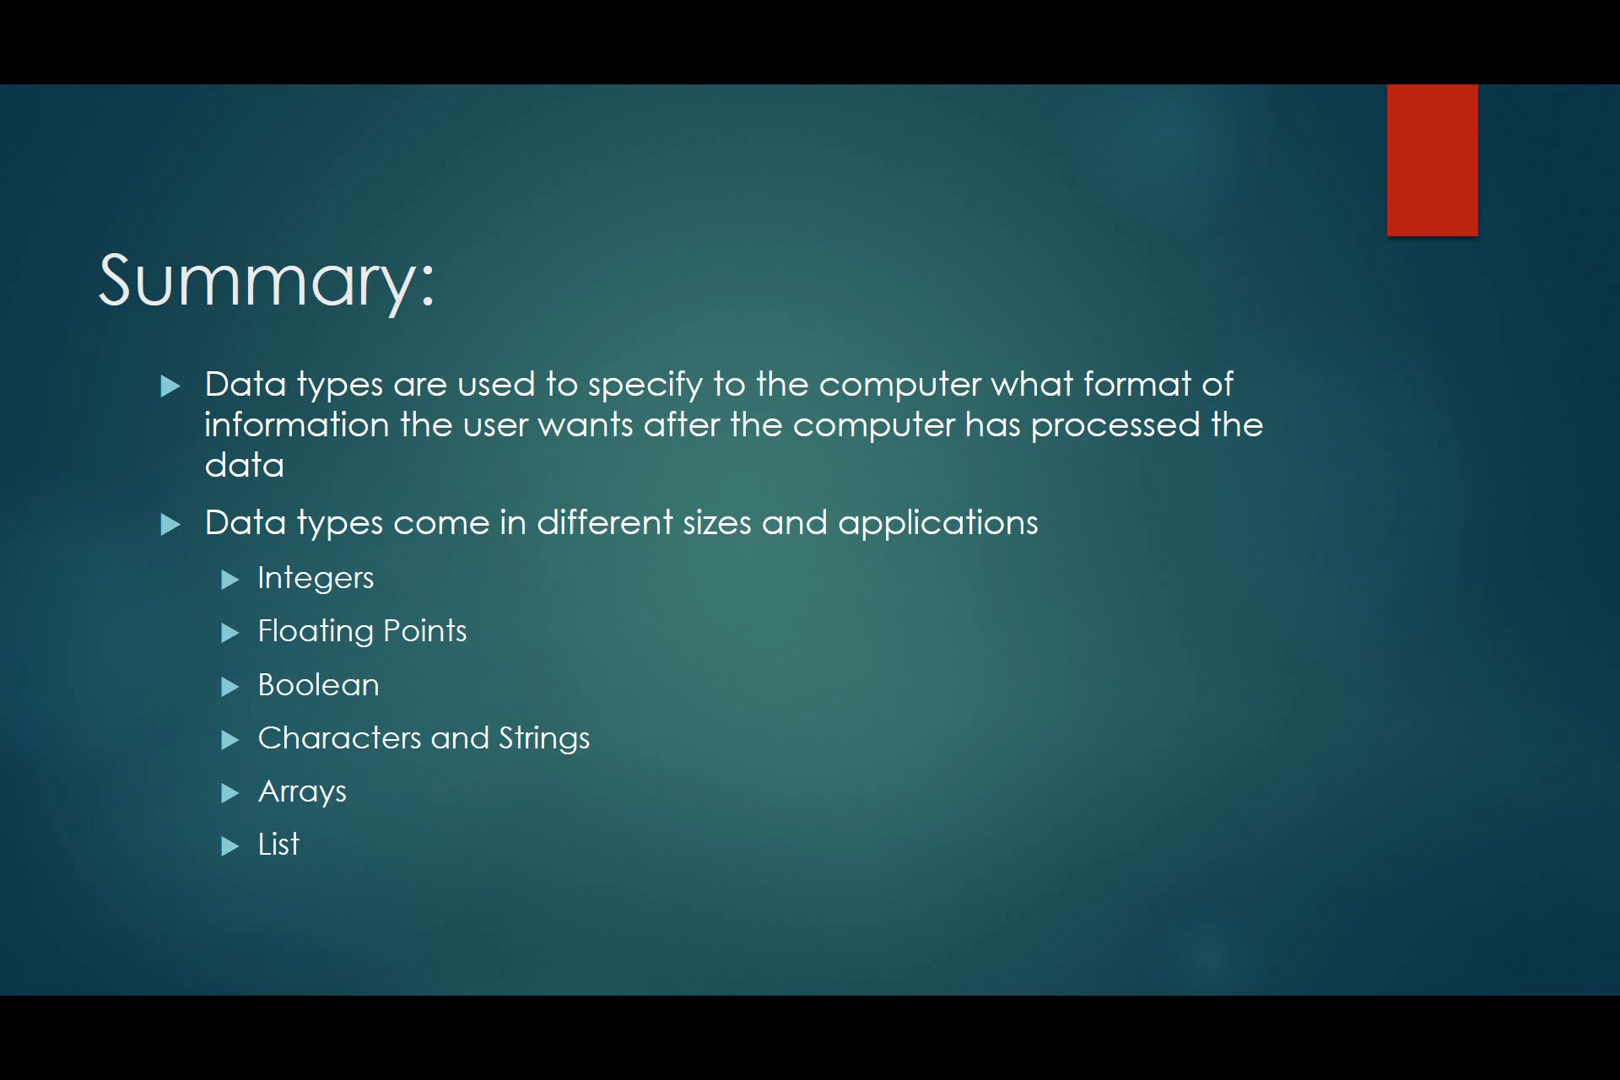 Summary:
Data types are used to specify to the computer what format of
information the user wants after the computer has processed the
data
Data types come in different sizes and applications
Integers
Floating Points
Boolean
Characters and Strings
Arrays
List